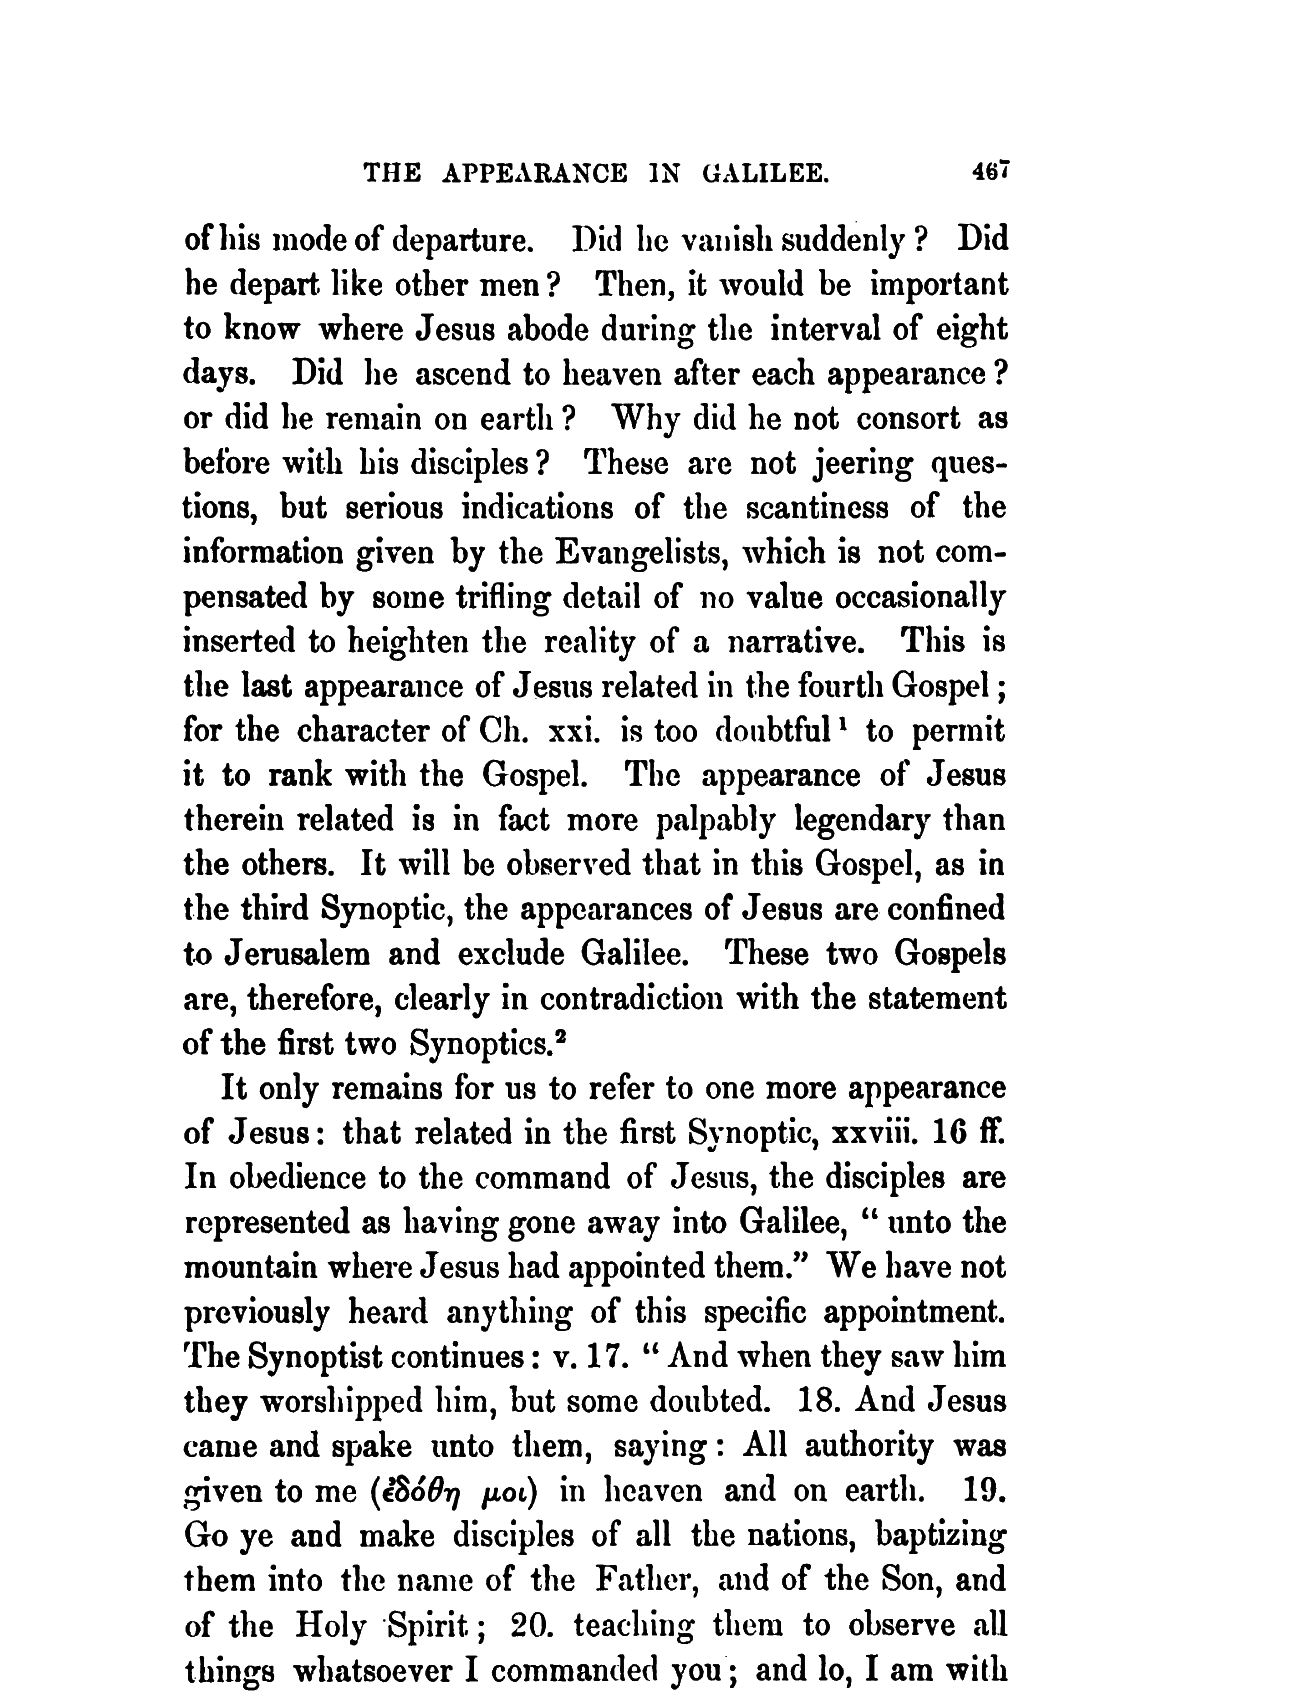 THE APPEARANCE IN GALILEE. 467
of his mode of departure. Did he vanish suddenly? Did
he depart like other men? Then, it would be important
to know where Jesus abode during the interval of eight
days. Did he ascend to heaven after each appearance?
or did he remain on earth? Why did he not consort as
before with his disciples? These are not jeering ques-
tions, but serious indications of the scantiness of the
information given by the Evangelists, which is not com-
pensated by some trifling detail of no value occasionally
inserted to heighten the reality of a narrative. This is
the last appearance of Jesus related in the fourth Gospel;
for the character of Ch. xxi. is too doubtful¹ to permit
it to rank with the Gospel. The appearance of Jesus
therein related is in fact more palpably legendary than
the others. It will be observed that in this Gospel, as in
the third Synoptic, the appearances of Jesus are confined
to Jerusalem and exclude Galilee. These two Gospels
are, therefore, clearly in contradiction with the statement
of the first two Synoptics.²
It only remains for us to refer to one more appearance
of Jesus: that related in the first Synoptic, xxviii. 16 ff.
In obedience to the command of Jesus, the disciples are
represented as having gone away into Galilee, “unto the
mountain where Jesus had appointed them.” We have not
previously heard anything of this specific appointment.
The Synoptist continues: v. 17. “And when they saw him
they worshipped him, but some doubted. 18. And Jesus
came and spake unto them, saying: All authority was
given to me (ἐδόθη μοι) in heaven and on earth. 19.
Go ye and make disciples of all the nations, baptizing
them into the name of the Father, and of the Son, and
of the Holy Spirit; 20. teaching them to observe all
things whatsoever I commanded you; and lo, I am with